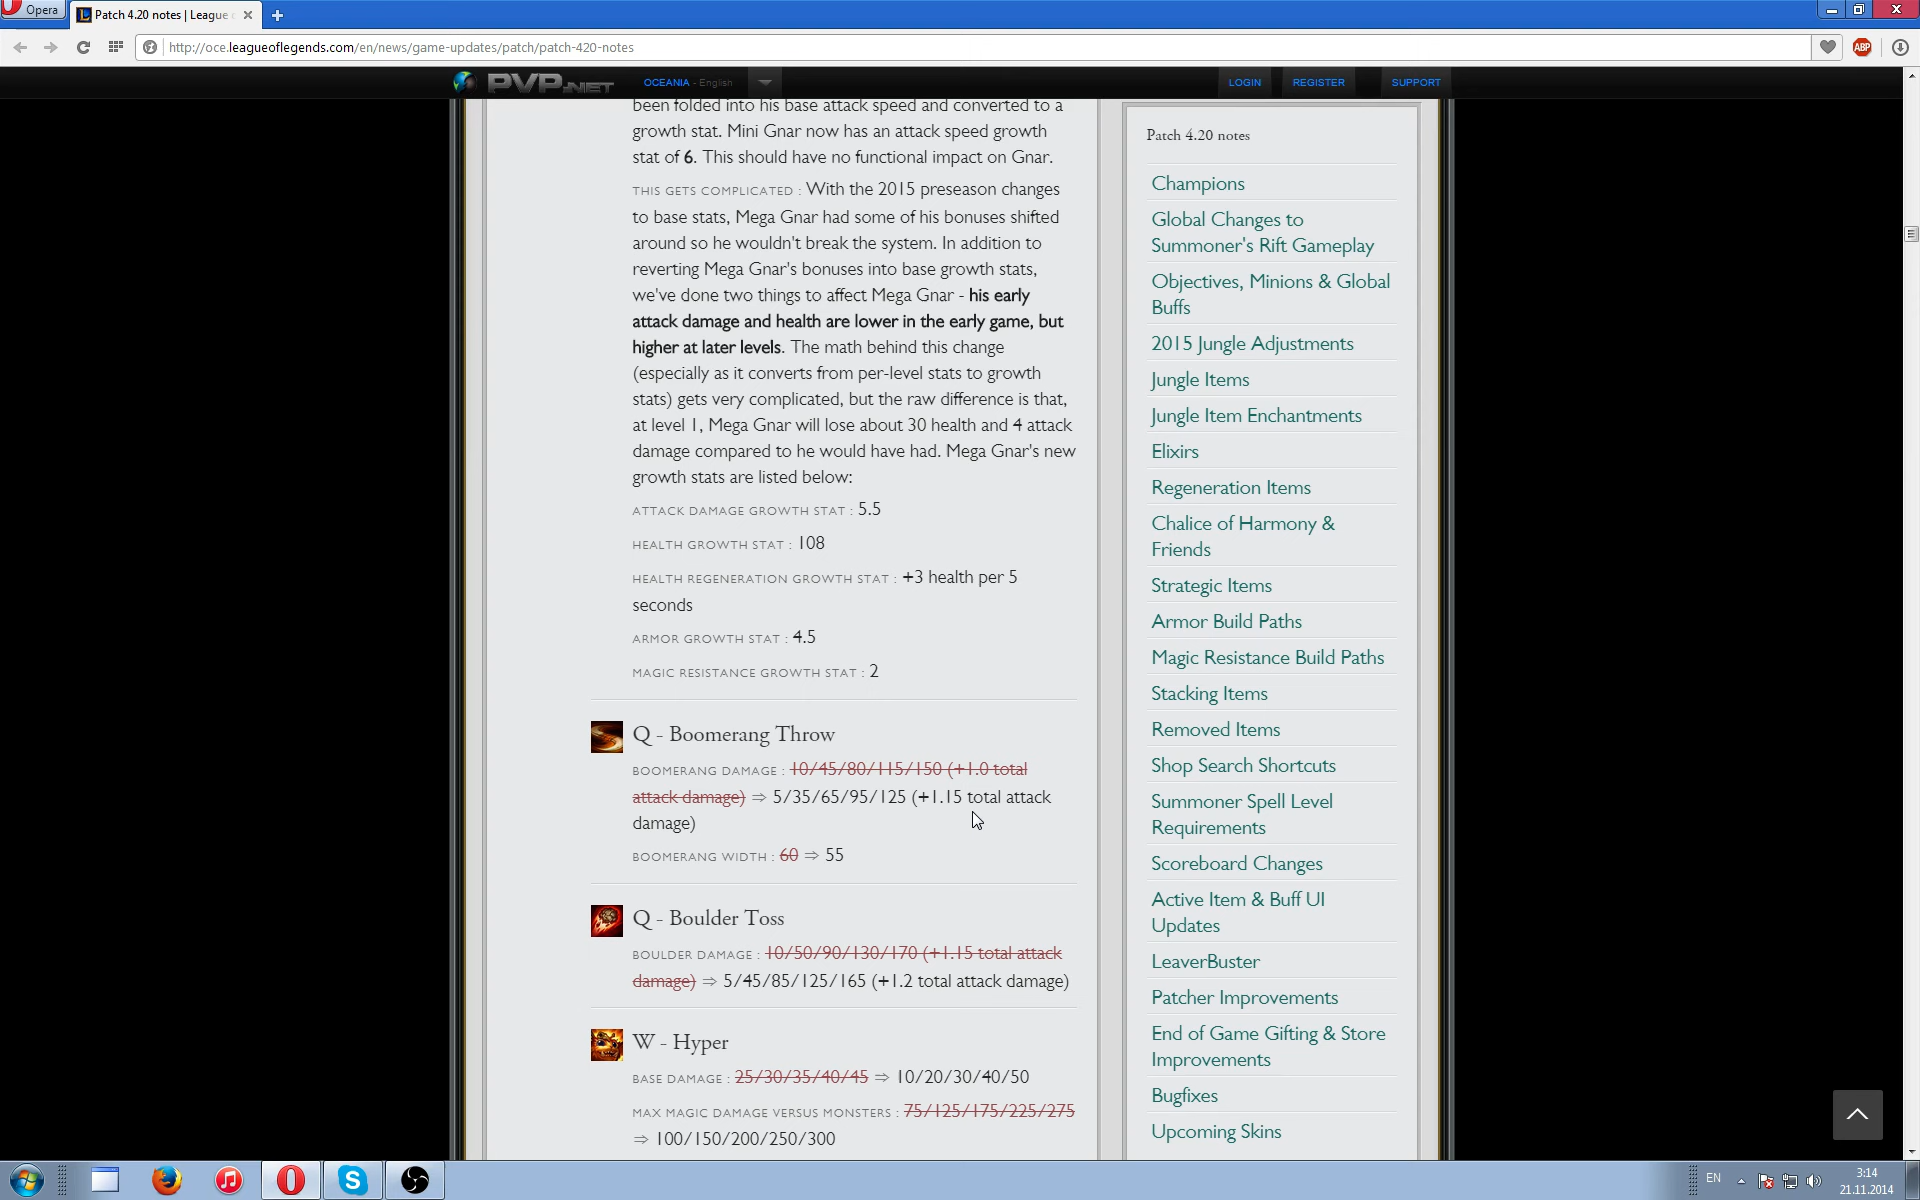 Opera
Patch 4.20 notes | League
http://oce.leagueoflegends.com/en/news/game-updates/patch/patch-420-notes
ABP
PVP.NET
OCEANIA - English
LOGIN
REGISTER
SUPPORT
been folded into his base attack speed and converted to a
growth stat. Mini Gnar now has an attack speed growth
stat of 6. This should have no functional impact on Gnar.
THIS GETS COMPLICATED : With the 2015 preseason changes
to base stats, Mega Gnar had some of his bonuses shifted
around so he wouldn't break the system. In addition to
reverting Mega Gnar's bonuses into base growth stats,
we've done two things to affect Mega Gnar - his early
attack damage and health are lower in the early game, but
higher at later levels. The math behind this change
(especially as it converts from per-level stats to growth
stats) gets very complicated, but the raw difference is that,
at level 1, Mega Gnar will lose about 30 health and 4 attack
damage compared to he would have had. Mega Gnar's new
growth stats are listed below:
ATTACK DAMAGE GROWTH STAT : 5.5
HEALTH GROWTH STAT : 108
HEALTH REGENERATION GROWTH STAT : +3 health per 5
seconds
ARMOR GROWTH STAT : 4.5
MAGIC RESISTANCE GROWTH STAT : 2
Q - Boomerang Throw
BOOMERANG DAMAGE : 10/45/80/115/150 (+1.0 total
attack damage) ⇒ 5/35/65/95/125 (+1.15 total attack
damage)
BOOMERANG WIDTH : 60 ⇒ 55
Q - Boulder Toss
BOULDER DAMAGE : 10/50/90/130/170 (+1.15 total attack
damage) ⇒ 5/45/85/125/165 (+1.2 total attack damage)
W - Hyper
BASE DAMAGE : 25/30/35/40/45 ⇒ 10/20/30/40/50
MAX MAGIC DAMAGE VERSUS MONSTERS : 75/125/175/225/275
⇒ 100/150/200/250/300
Patch 4.20 notes
Champions
Global Changes to
Summoner's Rift Gameplay
Objectives, Minions & Global
Buffs
2015 Jungle Adjustments
Jungle Items
Jungle Item Enchantments
Elixirs
Regeneration Items
Chalice of Harmony &
Friends
Strategic Items
Armor Build Paths
Magic Resistance Build Paths
Stacking Items
Removed Items
Shop Search Shortcuts
Summoner Spell Level
Requirements
Scoreboard Changes
Active Item & Buff UI
Updates
LeaverBuster
Patcher Improvements
End of Game Gifting & Store
Improvements
Bugfixes
Upcoming Skins
EN
3:14
21.11.2014